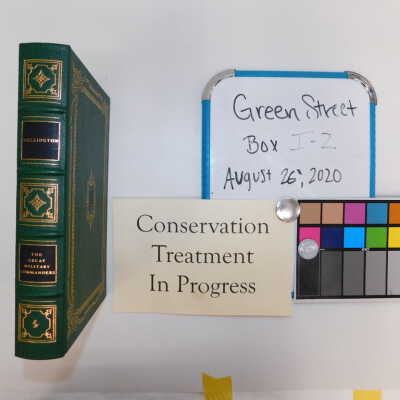 WELLINGTON
THE
GREAT
MILITARY
COMMANDERS
Green Street
Box I-2
August 26, 2020
Conservation
Treatment
In Progress